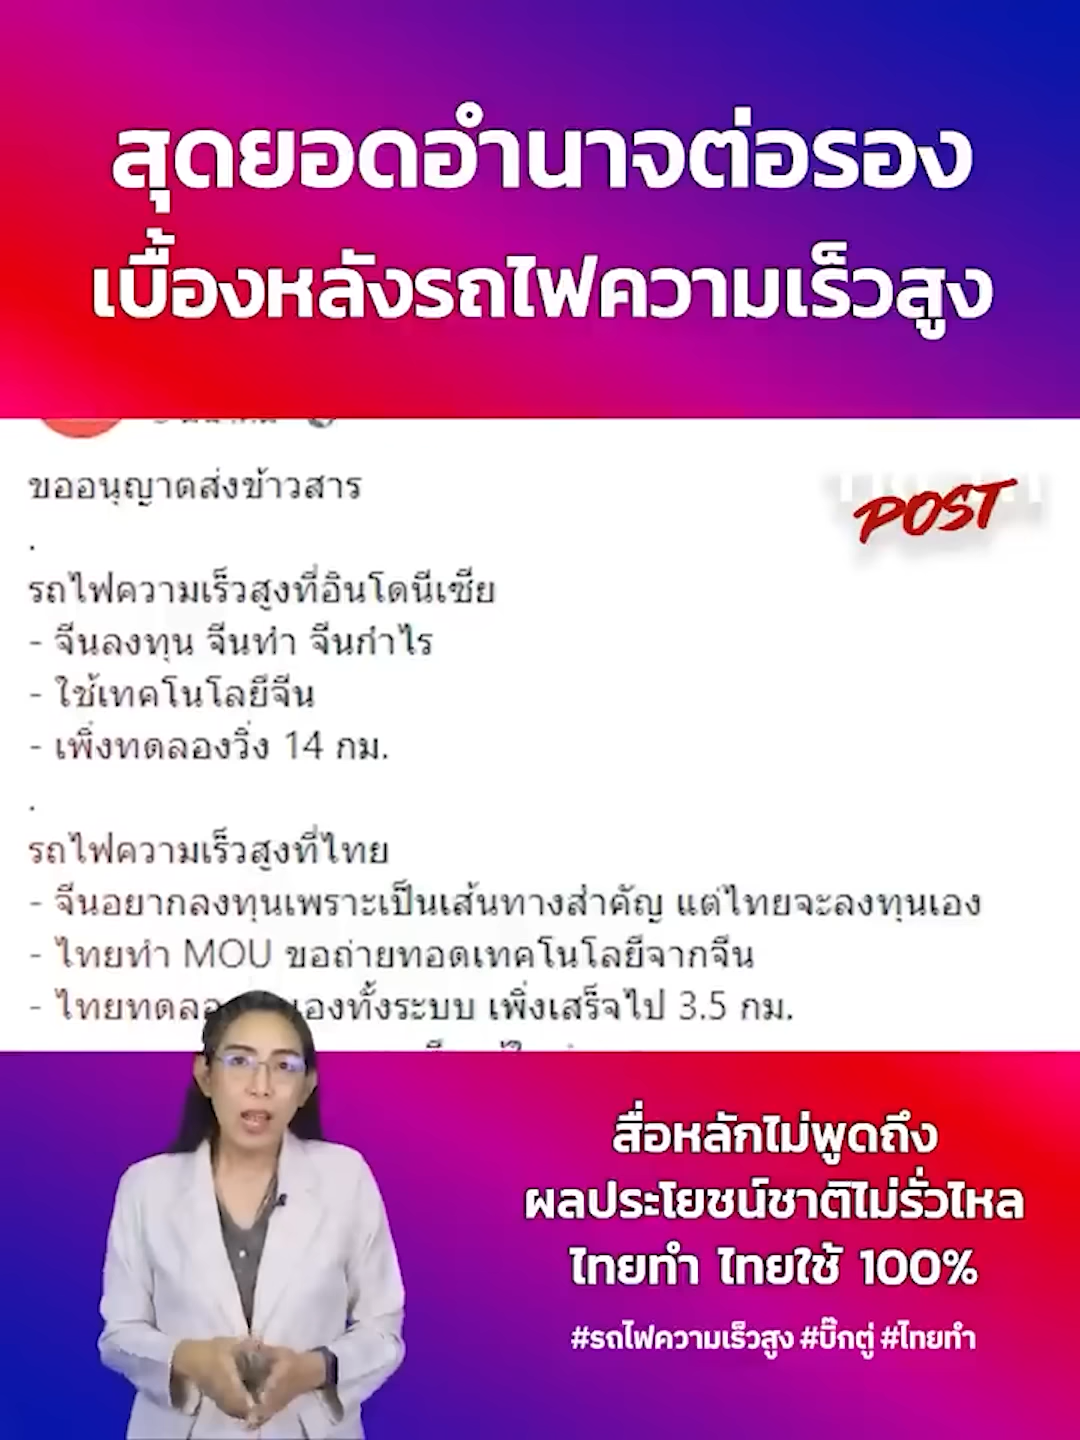 สุดยอดอำนาจต่อรอง
เบื้องหลังรถไฟความเร็วสูง
POST
ขออนุญาตส่งข้าวสาร
.
รถไฟความเร็วสูงที่อินโดนีเซีย
- จีนลงทุน จีนทำ จีนกำไร
- ใช้เทคโนโลยีจีน
- เพิ่งทดลองวิ่ง 14 กม.
.
รถไฟความเร็วสูงที่ไทย
- จีนอยากลงทุนเพราะเป็นเส้นทางสำคัญ แต่ไทยจะลงทุนเอง
- ไทยทำ MOU ขอถ่ายทอดเทคโนโลยีจากจีน
- ไทยทดลอ เองทั้งระบบ เพิ่งเสร็จไป 3.5 กม.
สื่อหลักไม่พูดถึง
ผลประโยชน์ชาติไม่รั่วไหล
ไทยทำ ไทยใช้ 100%
#รถไฟความเร็วสูง #บิ๊กตู่ #ไทยทำ